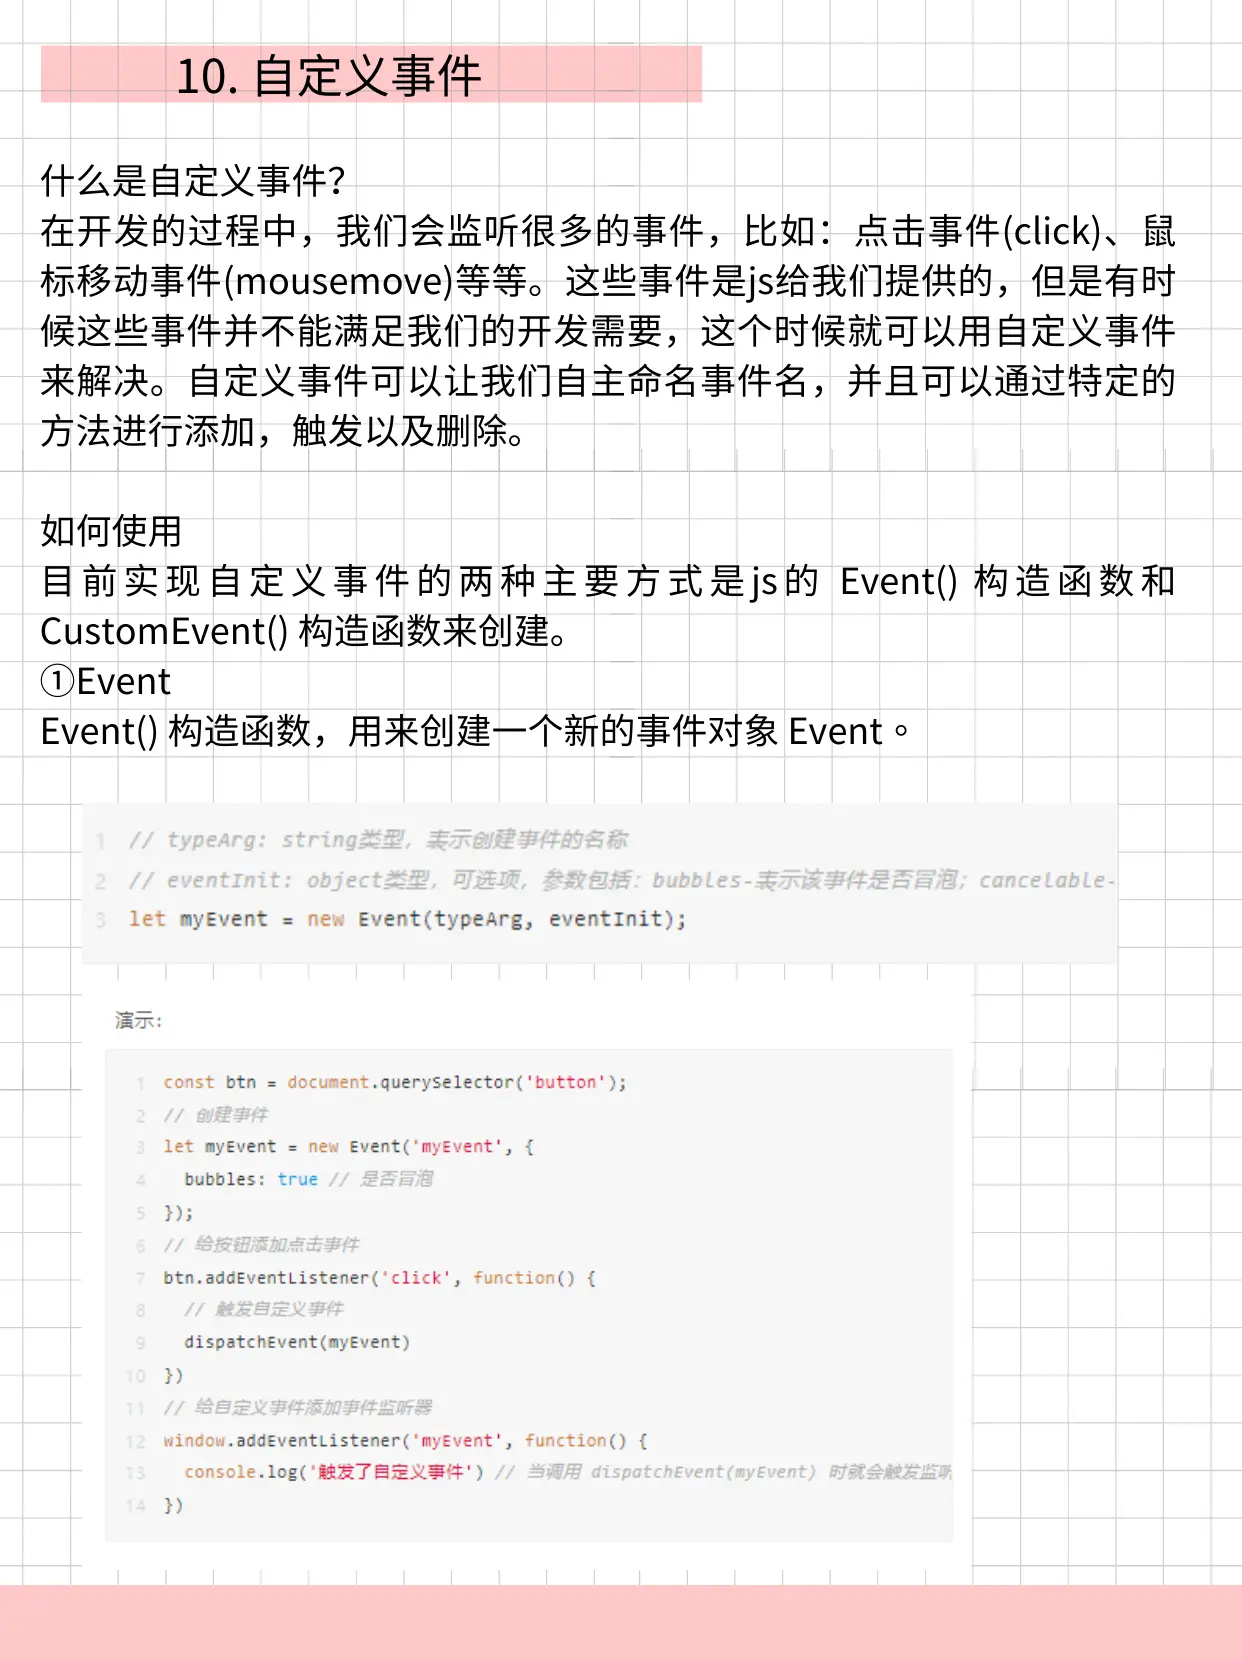 10. 自定义事件
什么是自定义事件？
在开发的过程中，我们会监听很多的事件，比如：点击事件(click)、鼠
标移动事件(mousemove)等等。这些事件是js给我们提供的，但是有时
候这些事件并不能满足我们的开发需要，这个时候就可以用自定义事件
来解决。自定义事件可以让我们自主命名事件名，并且可以通过特定的
方法进行添加，触发以及删除。
如何使用
目前实现自定义事件的两种主要方式是js的 Event() 构造函数和
CustomEvent() 构造函数来创建。
①Event
Event() 构造函数，用来创建一个新的事件对象 Event。
1 // typeArg: string类型，表示创建事件的名称
2 // eventInit: object类型，可选项，参数包括：bubbles-表示该事件是否冒泡；cancelable-
3 let myEvent = new Event(typeArg, eventInit);
演示：
1 const btn = document.querySelector('button');
2 // 创建事件
3 let myEvent = new Event('myEvent', {
4 bubbles: true // 是否冒泡
5 });
6 // 给按钮添加点击事件
7 btn.addEventListener('click', function() {
8 // 触发自定义事件
9 dispatchEvent(myEvent)
10 })
11 // 给自定义事件添加事件监听器
12 window.addEventListener('myEvent', function() {
13 console.log('触发了自定义事件') // 当调用 dispatchEvent(myEvent) 时就会触发监听
14 })